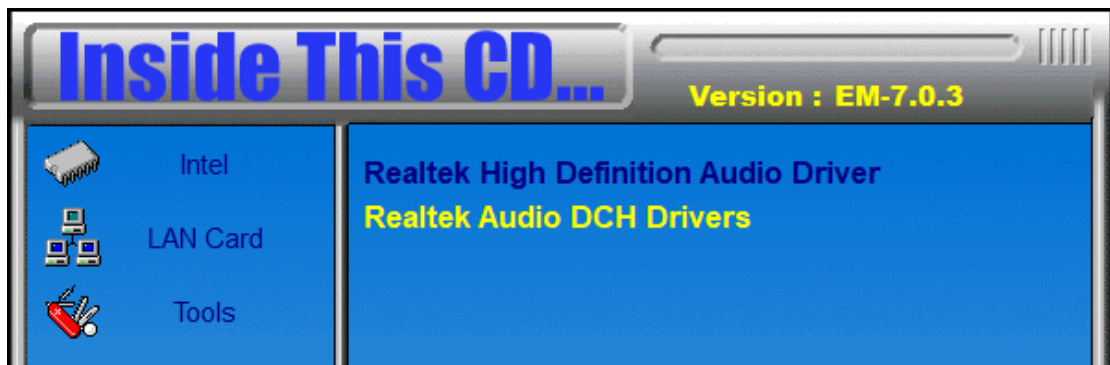 Inside This CD...
Version : EM-7.0.3
Intel
LAN Card
Tools
Realtek High Definition Audio Driver
Realtek Audio DCH Drivers